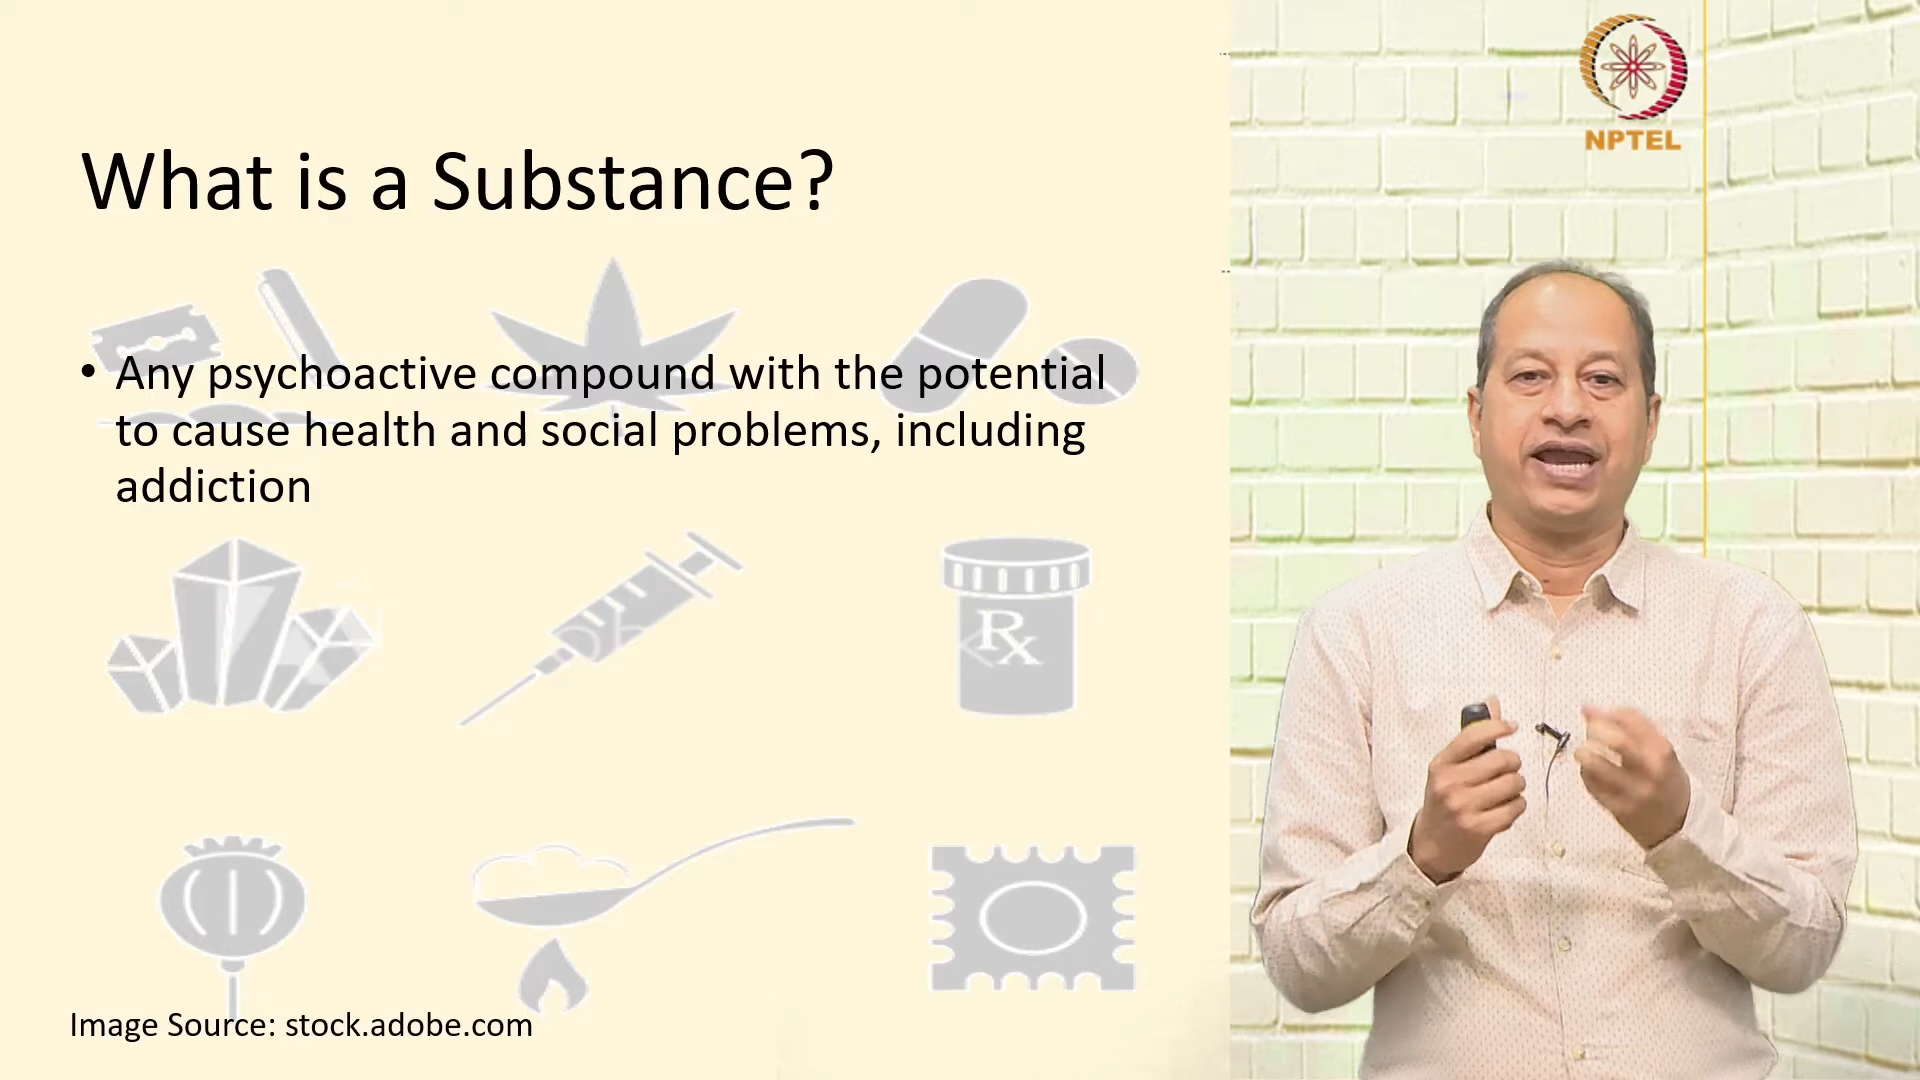 NPTEL
What is a Substance?
• Any psychoactive compound with the potential
to cause health and social problems, including
addiction
Rx
Image Source: stock.adobe.com